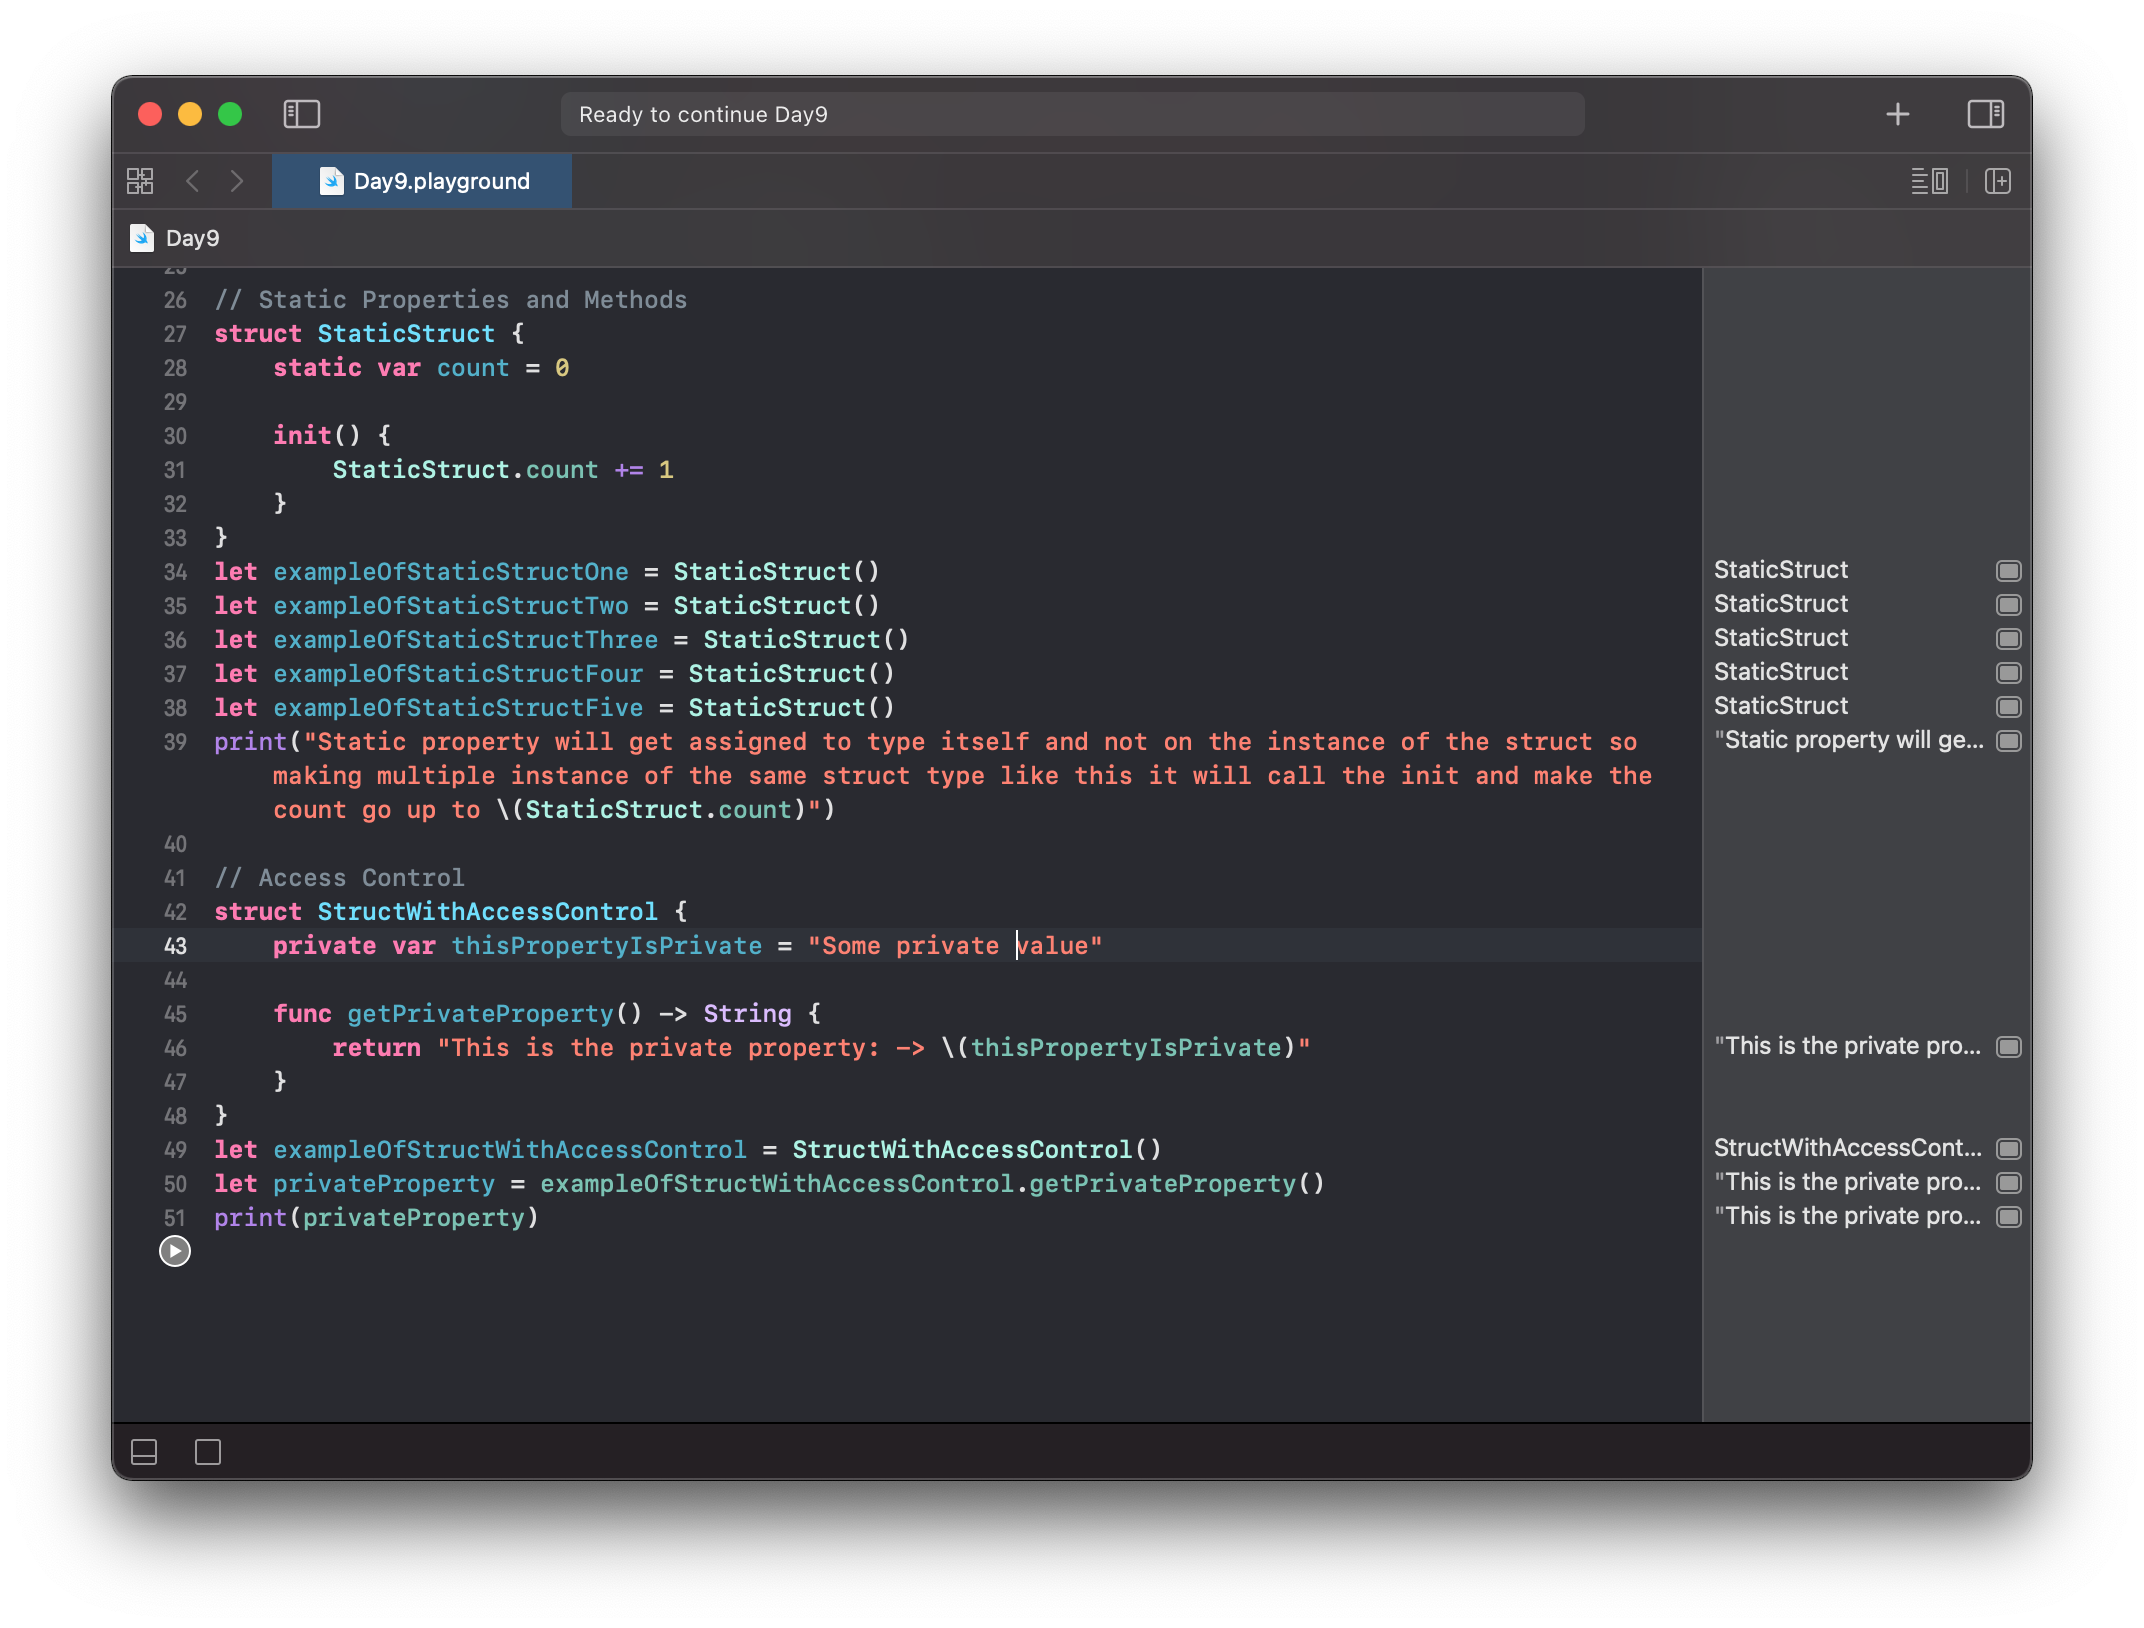 Ready to continue Day9
Day9.playground
Day9
26 // Static Properties and Methods
27 struct StaticStruct {
28     static var count = 0
29
30     init() {
31         StaticStruct.count += 1
32     }
33 }
34 let exampleOfStaticStructOne = StaticStruct() StaticStruct
35 let exampleOfStaticStructTwo = StaticStruct() StaticStruct
36 let exampleOfStaticStructThree = StaticStruct() StaticStruct
37 let exampleOfStaticStructFour = StaticStruct() StaticStruct
38 let exampleOfStaticStructFive = StaticStruct() StaticStruct
39 print("Static property will get assigned to type itself and not on the instance of the struct so "Static property will ge...
making multiple instance of the same struct type like this it will call the init and make the
count go up to \(StaticStruct.count)")
40
41 // Access Control
42 struct StructWithAccessControl {
43     private var thisPropertyIsPrivate = "Some private value"
44
45     func getPrivateProperty() -> String {
46         return "This is the private property: -> \(thisPropertyIsPrivate)" "This is the private pro...
47     }
48 }
49 let exampleOfStructWithAccessControl = StructWithAccessControl() StructWithAccessCont...
50 let privateProperty = exampleOfStructWithAccessControl.getPrivateProperty() "This is the private pro...
51 print(privateProperty) "This is the private pro...